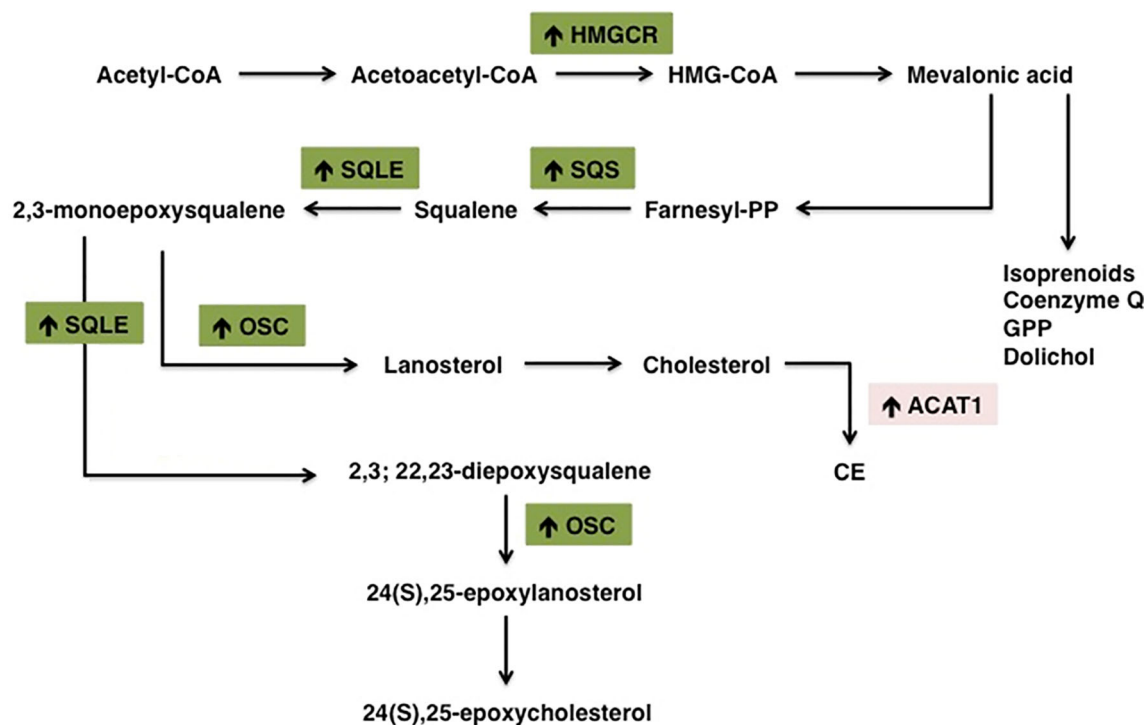 ↑ HMGCR
Acetyl-CoA
Acetoacetyl-CoA
HMG-CoA
Mevalonic acid
↑ SQLE
↑ SQS
2,3-monoepoxysqualene
Squalene
Farnesyl-PP
Isoprenoids
Coenzyme Q
GPP
Dolichol
↑ SQLE
↑ OSC
Lanosterol
Cholesterol
↑ ACAT1
2,3; 22,23-diepoxysqualene
CE
↑ OSC
24(S),25-epoxylanosterol
24(S),25-epoxycholesterol